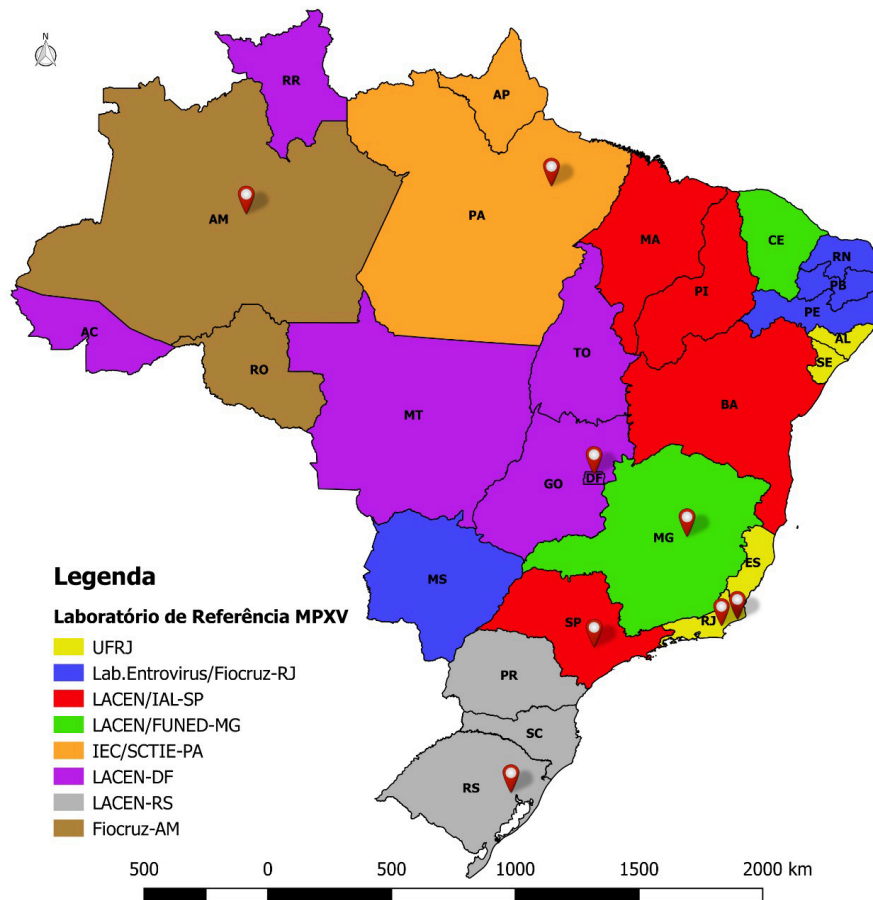 RR
AP
AM
PA
MA
CE
RN
PB
PI
PE
AL
SE
AC
RO
TO
BA
MT
GO
DF
MG
ES
MS
SP
RJ
PR
SC
RS
Legenda
Laboratório de Referência MPXV
UFRJ
Lab.Entrovirus/Fiocruz-RJ
LACEN/IAL-SP
LACEN/FUNED-MG
IEC/SCTIE-PA
LACEN-DF
LACEN-RS
Fiocruz-AM
500 0 500 1000 1500 2000 km